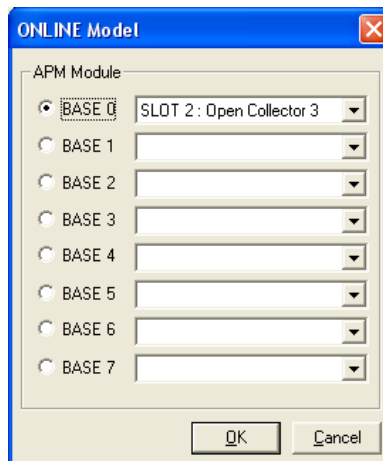 ONLINE Model
APM Module
BASE 0 SLOT 2 : Open Collector 3
BASE 1
BASE 2
BASE 3
BASE 4
BASE 5
BASE 6
BASE 7
OK Cancel